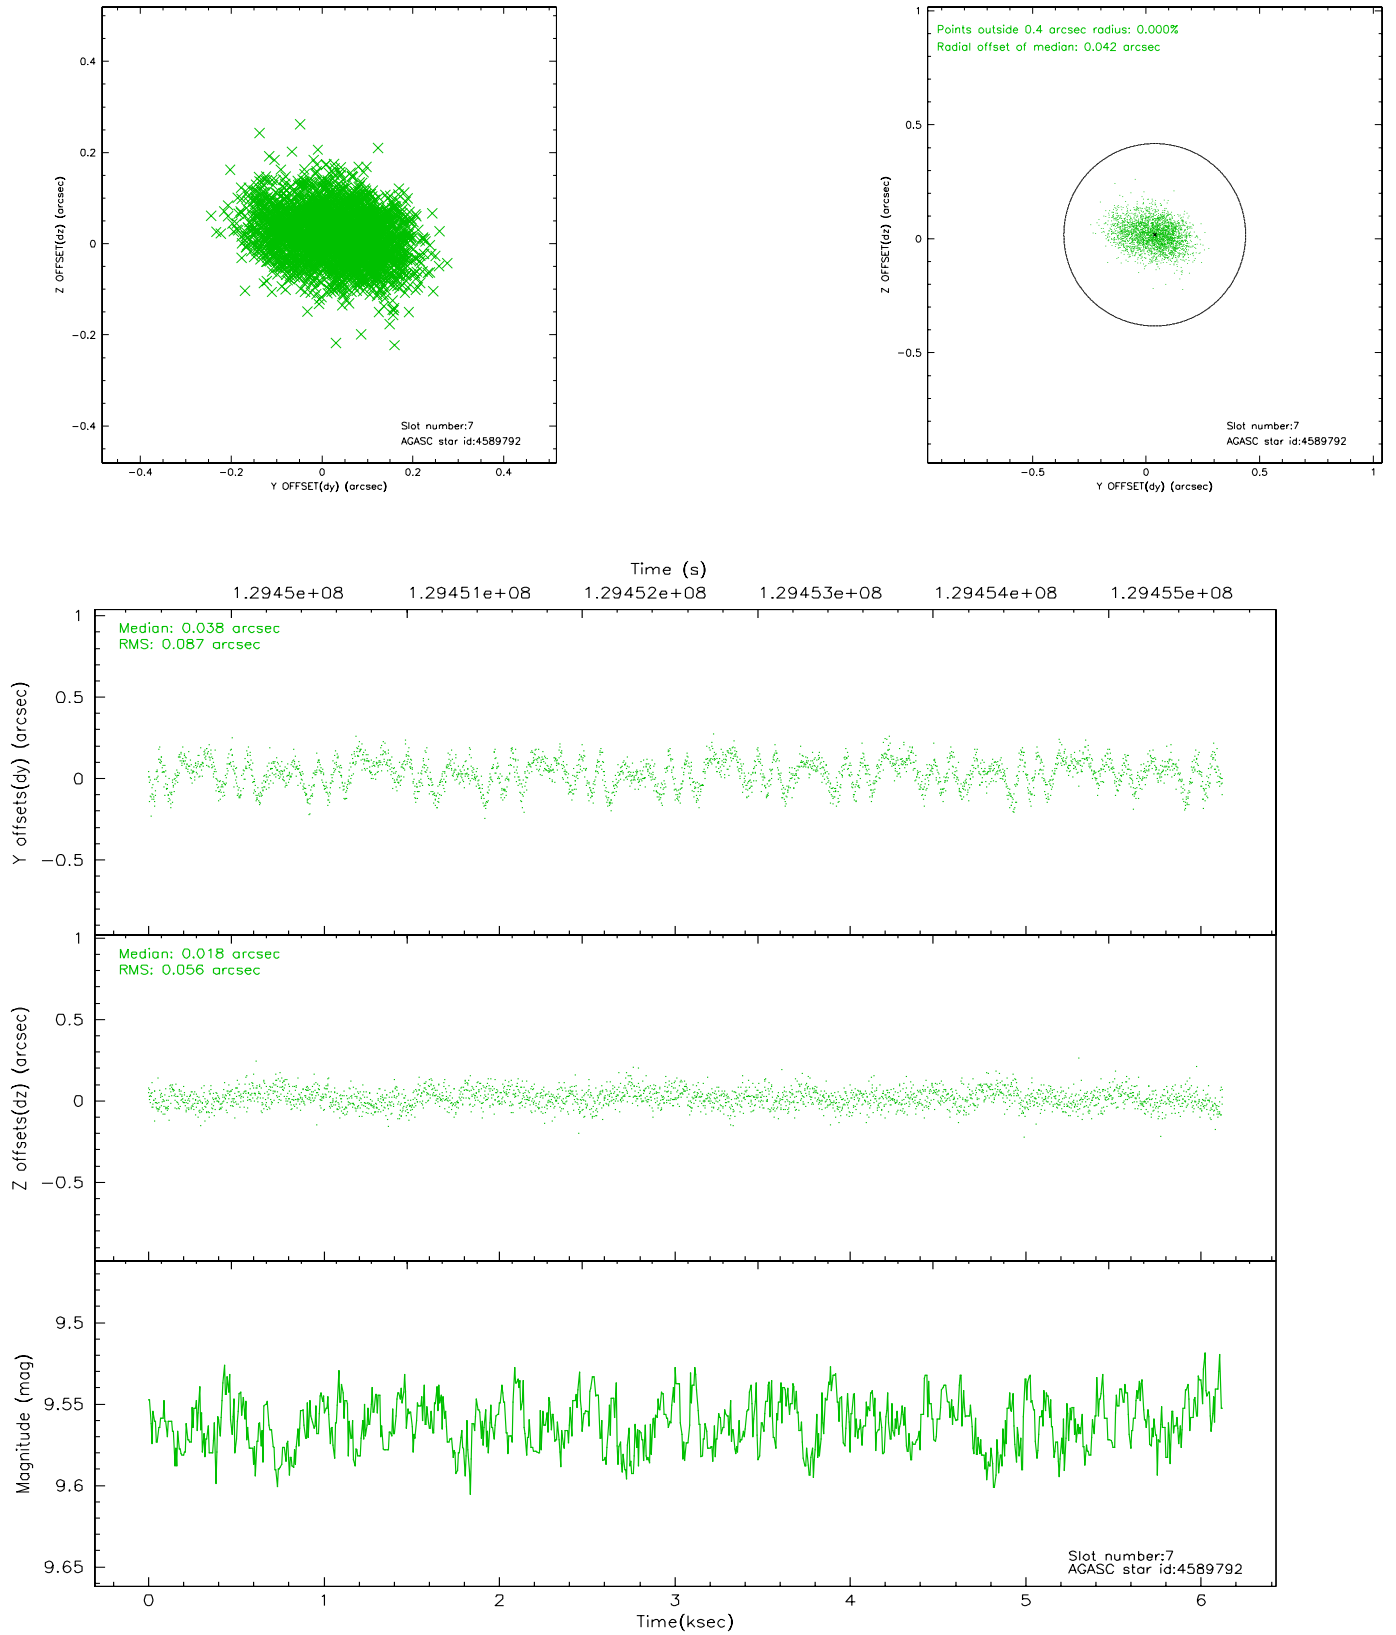 0.4
0.2
0
−0.2
−0.4
Z OFFSET(dz) (arcsec)
Slot number:7
AGASC star id:4589792
−0.4 −0.2 0 0.2 0.4
Y OFFSET(dy) (arcsec)
Points outside 0.4 arcsec radius: 0.000%
Radial offset of median: 0.042 arcsec
1
0.5
0
−0.5
Z OFFSET(dz) (arcsec)
Slot number:7
AGASC star id:4589792
−0.5 0 0.5 1
Y OFFSET(dy) (arcsec)
Time (s)
1.2945e+08 1.29451e+08 1.29452e+08 1.29453e+08 1.29454e+08 1.29455e+08
Median: 0.038 arcsec
RMS: 0.087 arcsec
1
0.5
0
−0.5
Y offsets(dy) (arcsec)
Median: 0.018 arcsec
RMS: 0.056 arcsec
1
0.5
0
−0.5
Z offsets(dz) (arcsec)
9.5
9.55
9.6
9.65
Magnitude (mag)
Slot number:7
AGASC star id:4589792
0 1 2 3 4 5 6
Time(ksec)